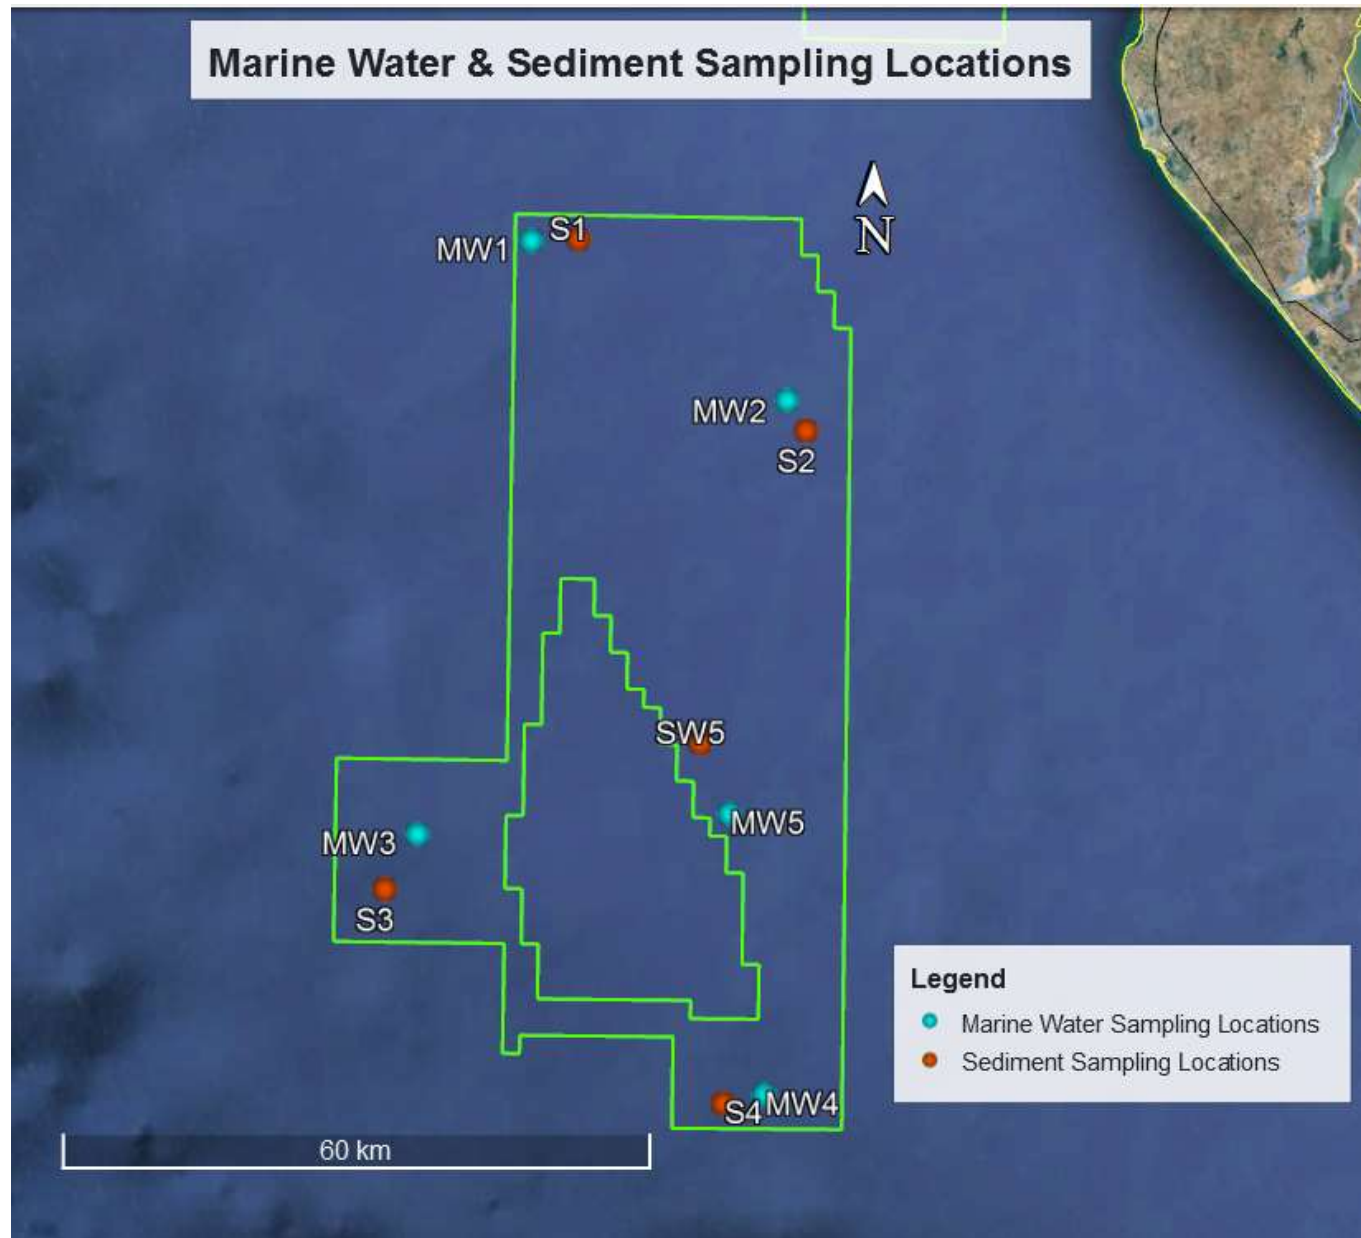 Marine Water & Sediment Sampling Locations
N
S1
MW1
MW2
S2
SW5
MW5
MW3
S3
Legend
Marine Water Sampling Locations
Sediment Sampling Locations
S4
MW4
60 km